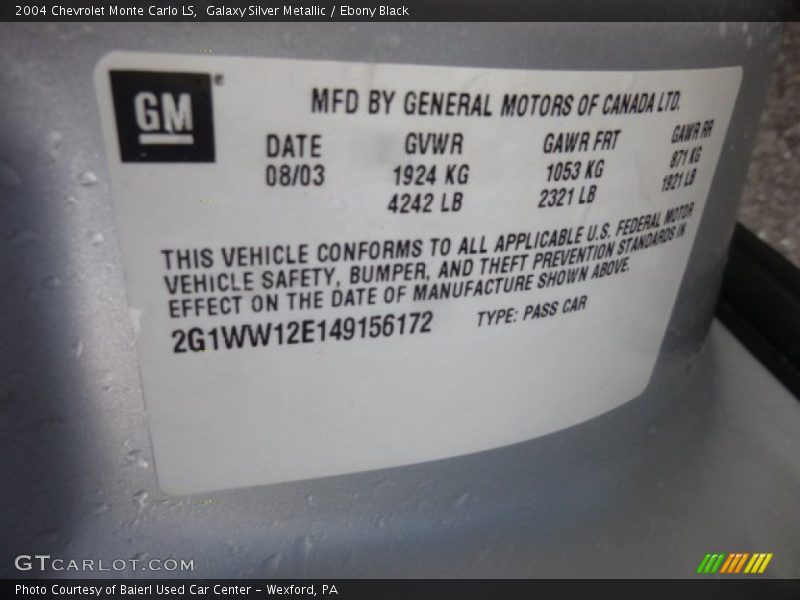 2004 Chevrolet Monte Carlo LS, Galaxy Silver Metallic / Ebony Black
GM
MFD BY GENERAL MOTORS OF CANADA LTD.
DATE GVWR GAWR FRT GAWR RR
08/03 1924 KG 1053 KG 871 KG
4242 LB 2321 LB 1921 LB
THIS VEHICLE CONFORMS TO ALL APPLICABLE U.S. FEDERAL MOTOR
VEHICLE SAFETY, BUMPER, AND THEFT PREVENTION STANDARDS IN
EFFECT ON THE DATE OF MANUFACTURE SHOWN ABOVE.
2G1WW12E149156172 TYPE: PASS CAR
GTCARLOT.COM
Photo Courtesy of Baierl Used Car Center - Wexford, PA